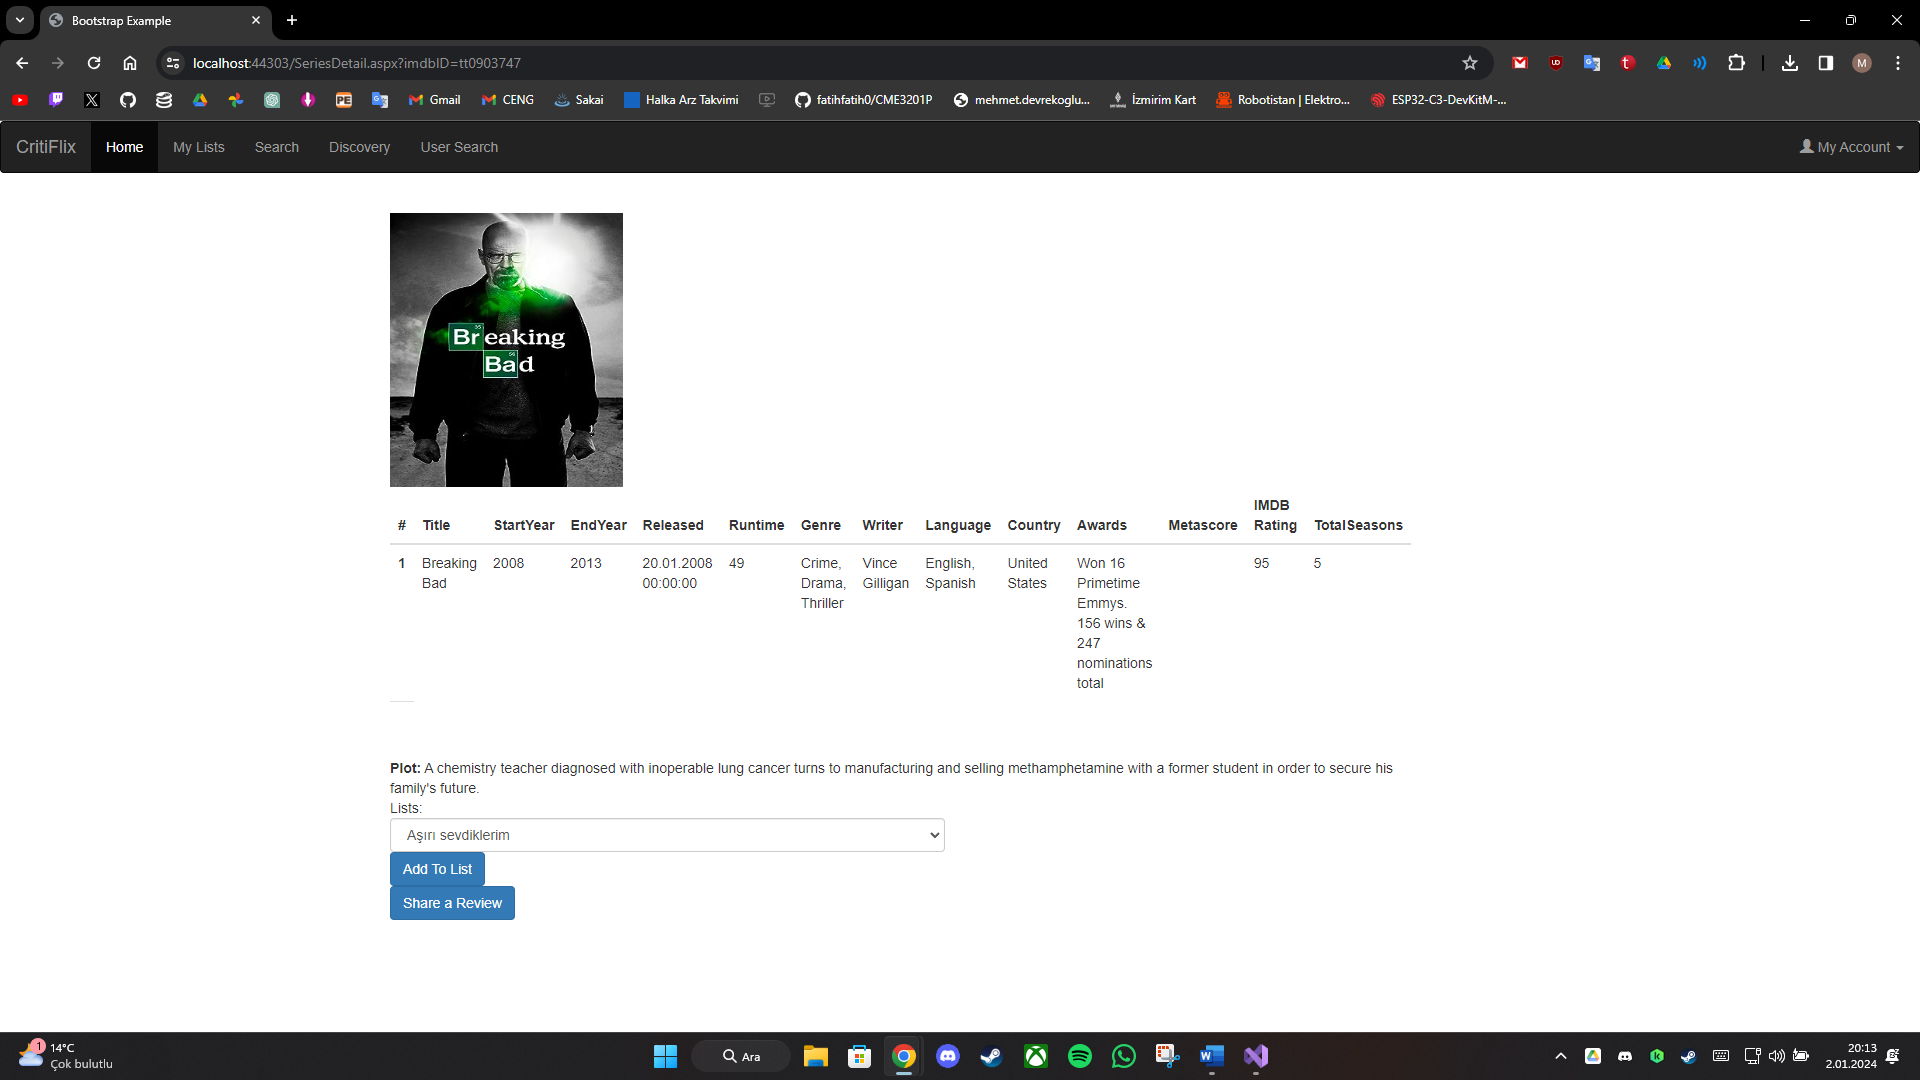 Bootstrap Example
localhost:44303/SeriesDetail.aspx?imdbID=tt0903747
M
PE
Gmail
CENG
Sakai
Halka Arz Takvimi
fatihfatih0/CME3201P
mehmet.devrekoglu...
İzmirim Kart
Robotistan | Elektro...
ESP32-C3-DevKitM-...
CritiFlix Home My Lists Search Discovery User Search My Account
35
Breaking
56
Bad
# Title StartYear EndYear Released Runtime Genre Writer Language Country Awards Metascore IMDB Rating TotalSeasons
1 Breaking Bad 2008 2013 20.01.2008 00:00:00 49 Crime, Drama, Thriller Vince Gilligan English, Spanish United States Won 16 Primetime Emmys. 156 wins & 247 nominations total 95 5
Plot: A chemistry teacher diagnosed with inoperable lung cancer turns to manufacturing and selling methamphetamine with a former student in order to secure his
family's future.
Lists:
Aşırı sevdiklerim
Add To List
Share a Review
1
14°C
Çok bulutlu
Ara
20:13
2.01.2024